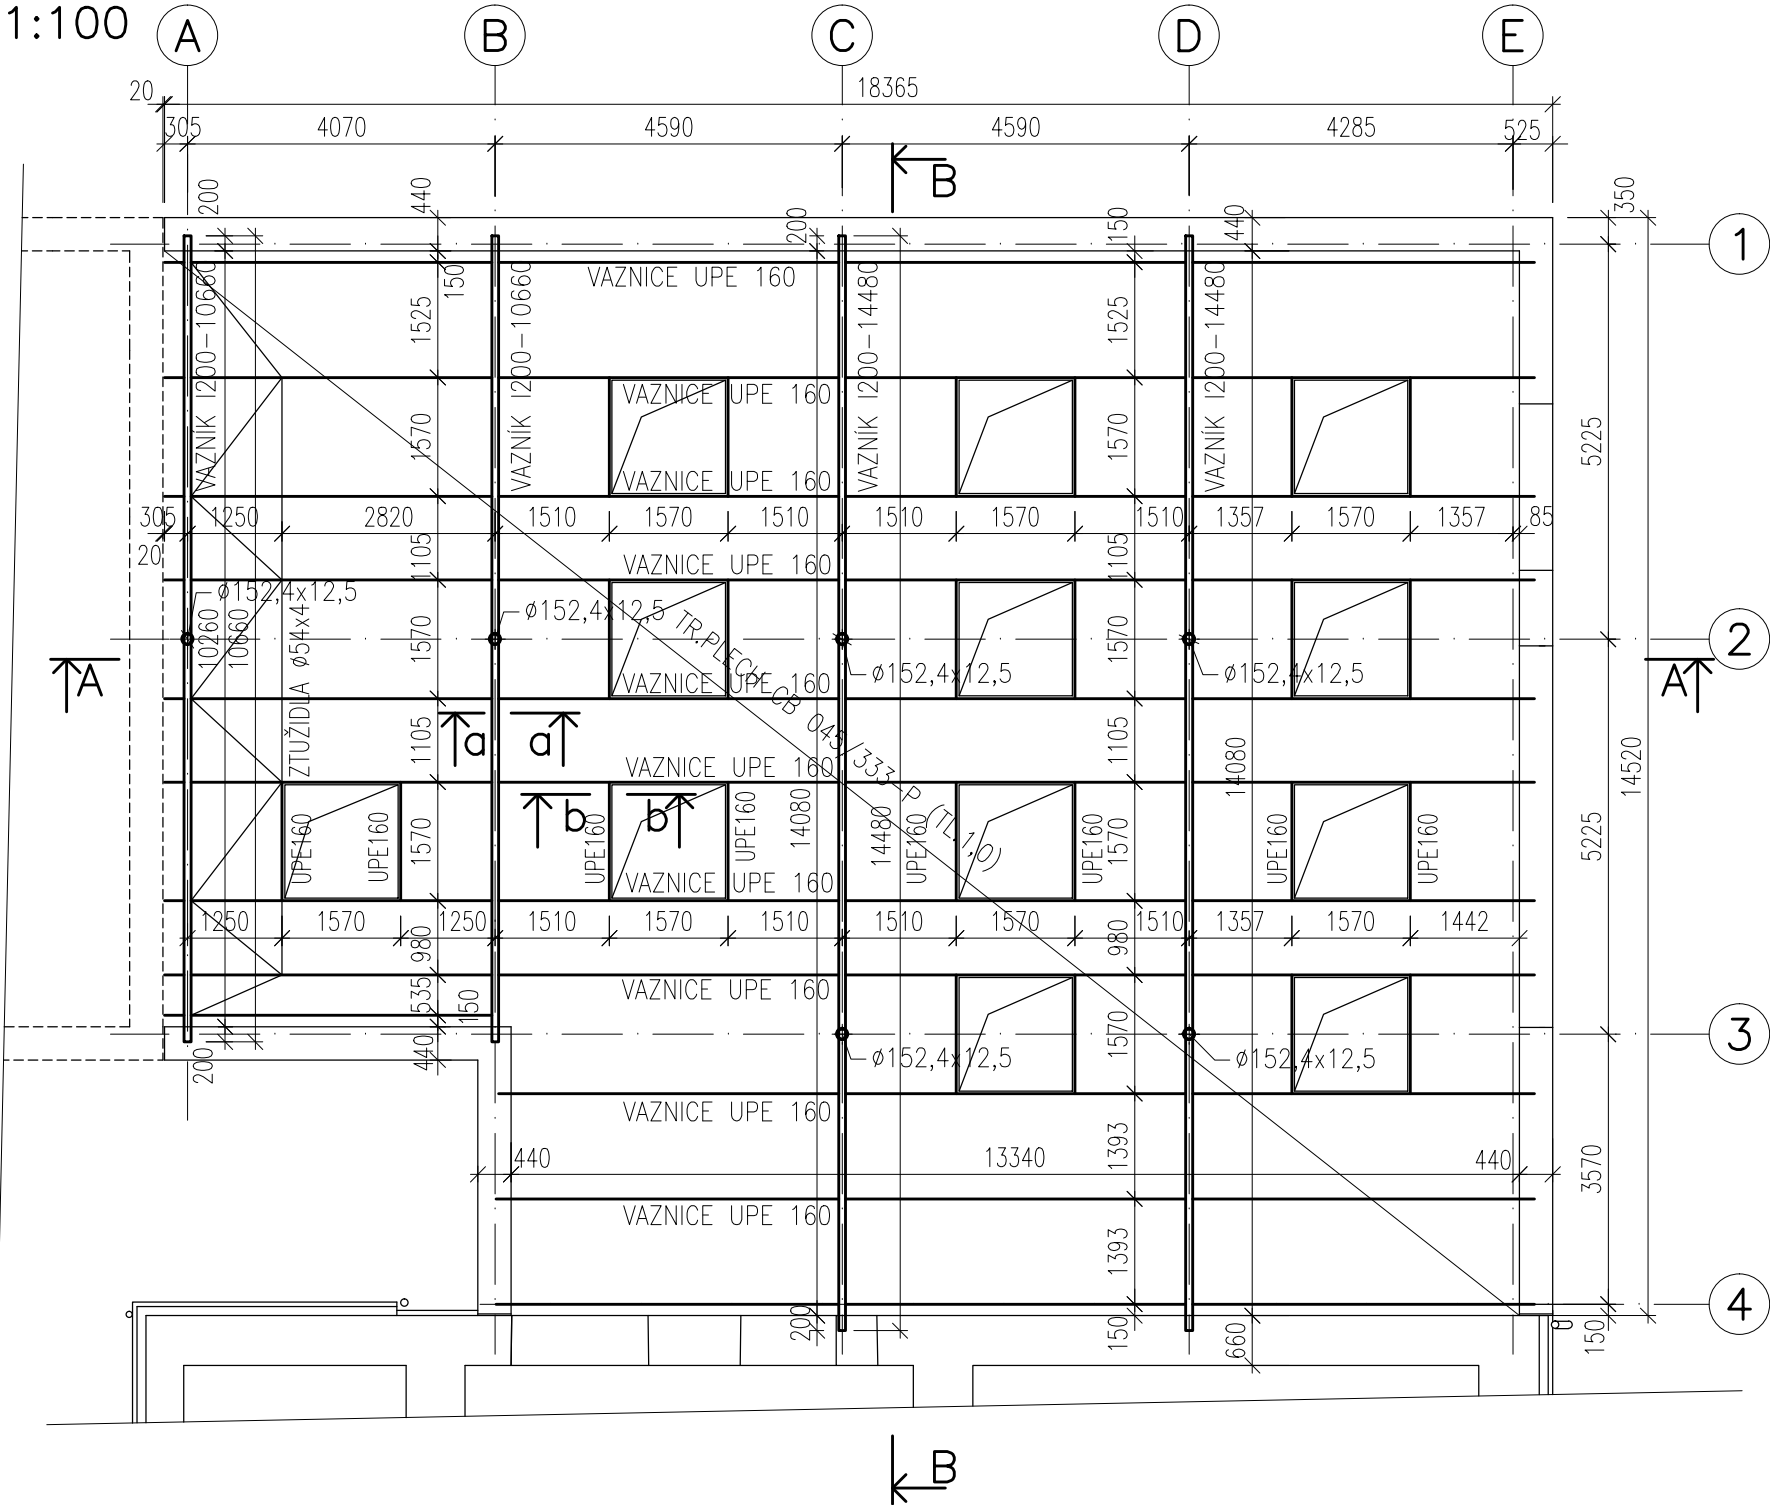 1:100
A
B
C
D
E
20
18365
305
4070
4590
4590
4285
525
B
200
440
200
150
440
350
1
VAZNICE UPE 160
150
VAZNÍK I200-10660
VAZNÍK I200-10660
VAZNÍK I200-14480
VAZNÍK I200-14480
1525
1525
VAZNICE UPE 160
1570
1570
5225
VAZNICE UPE 160
305
1250
2820
1510
1570
1510
1510
1570
1510
1357
1570
1357
85
20
1105
1105
VAZNICE UPE 160
ø152,4x12,5
ø152,4x12,5
10260
10660
ZTUŽIDLA ø54x4
1570
1570
TR.PLECH CB 045/333-P (TL.1,0)
2
ø152,4x12,5
ø152,4x12,5
VAZNICE UPE 160
A
A
a
a
1105
1105
14080
14520
VAZNICE UPE 160
b
b
UPE160
UPE160
1570
UPE160
UPE160
14080
14480
UPE160
UPE160
1570
UPE160
UPE160
5225
VAZNICE UPE 160
1250
1570
1250
1510
1570
1510
1510
1570
1510
1357
1570
1442
980
980
535
150
VAZNICE UPE 160
1570
3
200
440
ø152,4x12,5
ø152,4x12,5
VAZNICE UPE 160
1393
440
13340
440
3570
VAZNICE UPE 160
1393
4
200
150
660
150
B